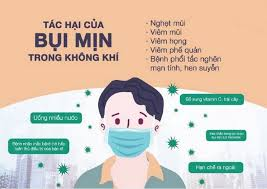 TÁC HẠI CỦA
BỤI MỊN
TRONG KHÔNG KHÍ
- Nghẹt mũi
- Viêm mũi
- Viêm họng
- Viêm phế quản
- Bệnh phổi tắc nghẽn
mạn tính, hen suyễn
Uống nhiều nước
Bổ sung vitamin C, trái cây
Hạn chế ra ngoài